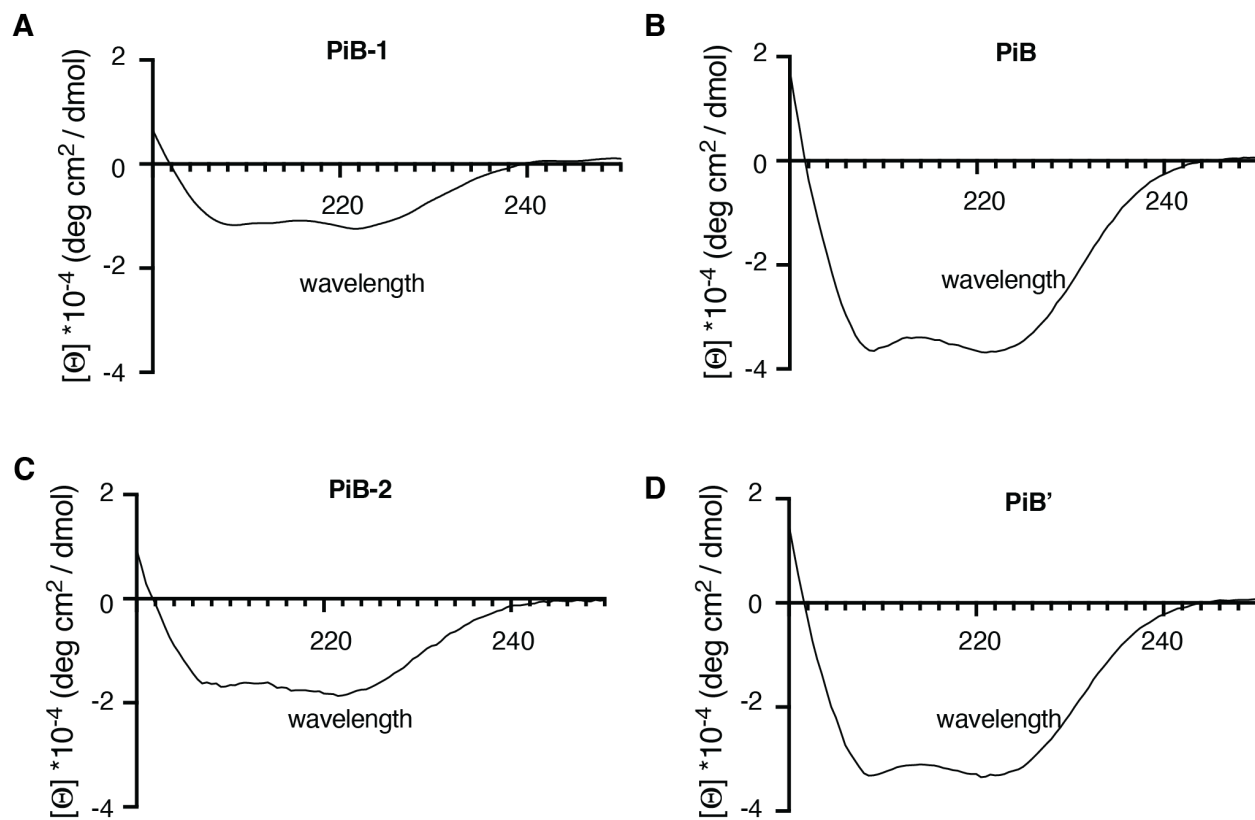 A
PiB-1
[Θ] *10-4 (deg cm2 / dmol)
2
0
-2
-4
220
240
wavelength
B
PiB
[Θ] *10-4 (deg cm2 / dmol)
2
0
-2
-4
220
240
wavelength
C
PiB-2
[Θ] *10-4 (deg cm2 / dmol)
2
0
-2
-4
220
240
wavelength
D
PiB’
[Θ] *10-4 (deg cm2 / dmol)
2
0
-2
-4
220
240
wavelength